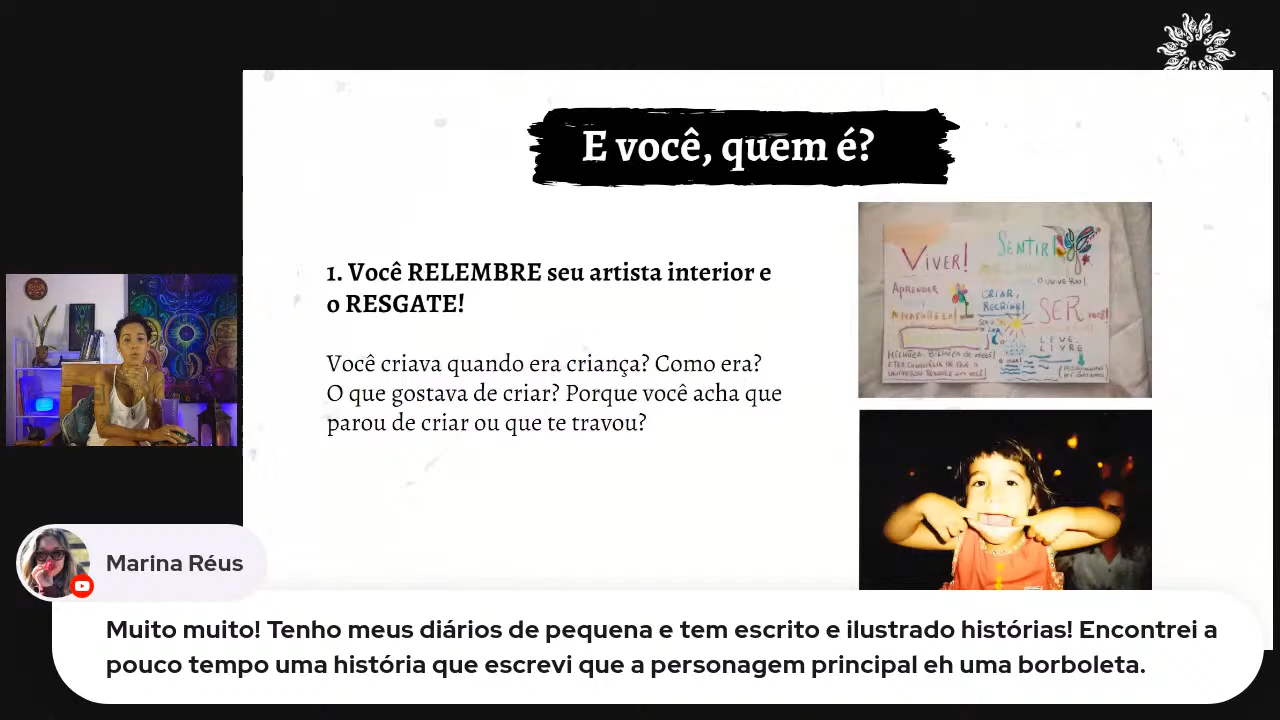 E você, quem é?
1. Você RELEMBRE seu artista interior e
o RESGATE!
Você criava quando era criança? Como era?
O que gostava de criar? Porque você acha que
parou de criar ou que te travou?
VIVER!
SENTIR!
APRENDER
CRIAR,
RECRIAR!
SER
LEVE,
LIVRE
Marina Réus
Muito muito! Tenho meus diários de pequena e tem escrito e ilustrado histórias! Encontrei a
pouco tempo uma história que escrevi que a personagem principal eh uma borboleta.